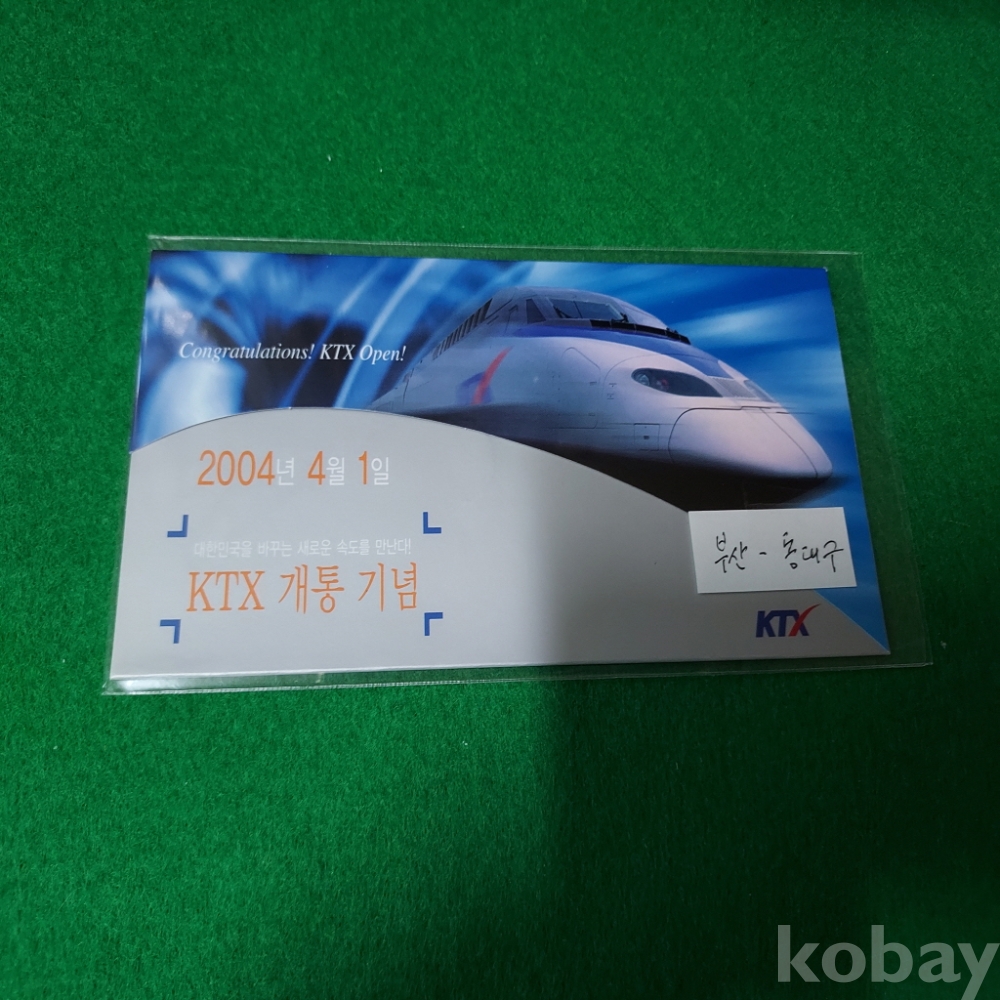 Congratulations! KTX Open!
2004년 4월 1일
대한민국을 바꾸는 새로운 속도를 만난다!
KTX 개통 기념
부산 - 동대구
KTX
kobay